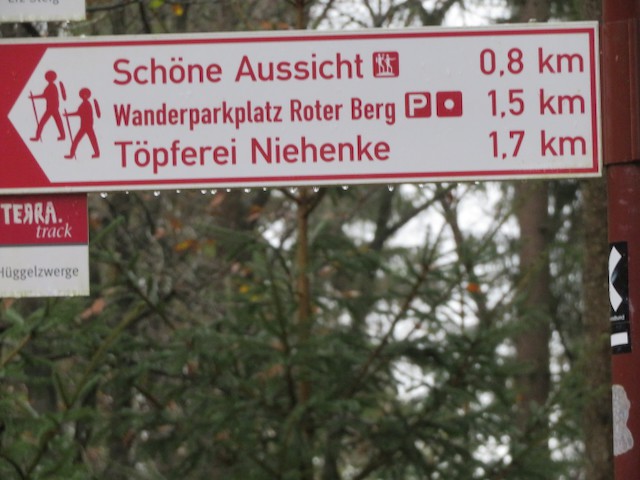 Schöne Aussicht 0,8 km
Wanderparkplatz Roter Berg P 1,5 km
Töpferei Niehenke 1,7 km
TERRA.
track
Hüggelzwerge